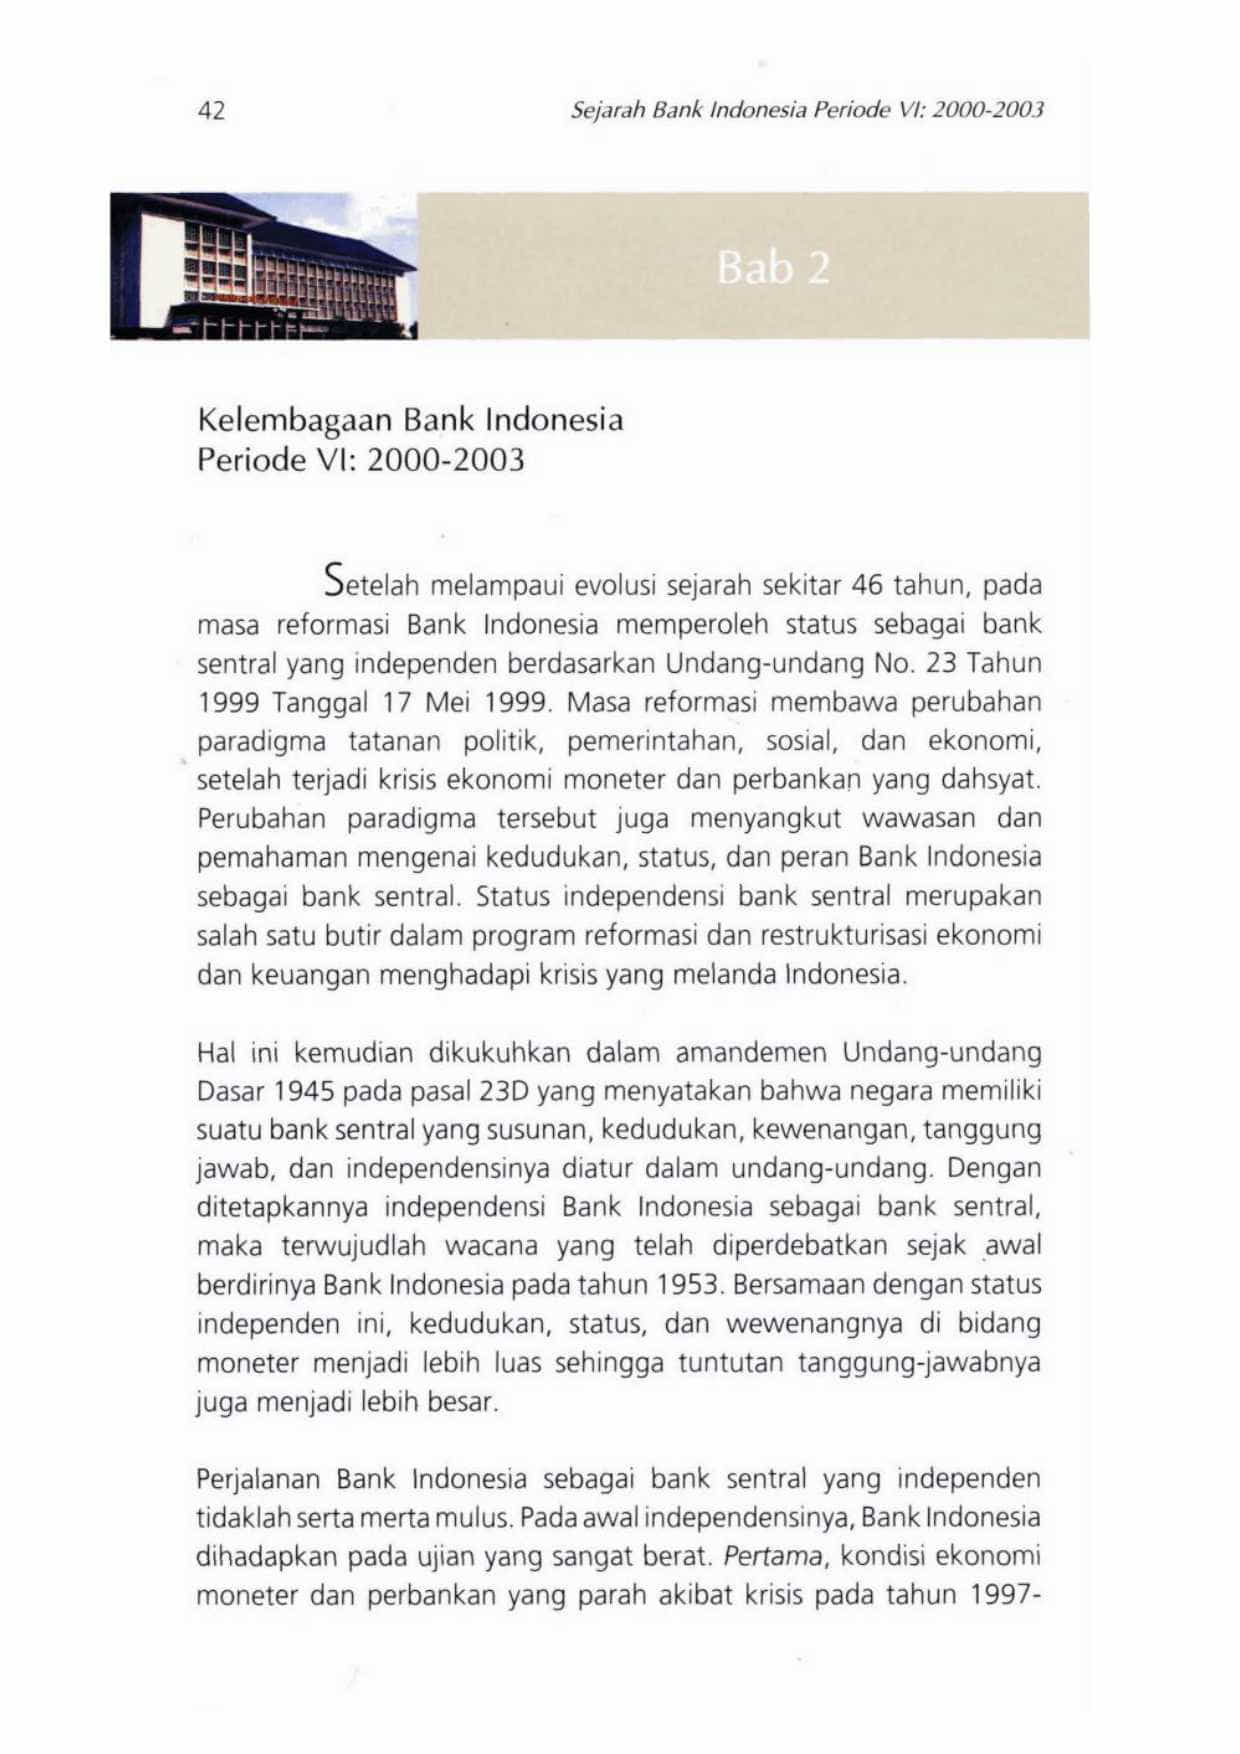 42
Sejarah Bank Indonesia Periode VI: 2000-2003
Bab 2
Kelembagaan Bank Indonesia
Periode VI: 2000-2003
Setelah melampaui evolusi sejarah sekitar 46 tahun, pada
masa reformasi Bank Indonesia memperoleh status sebagai bank
sentral yang independen berdasarkan Undang-undang No. 23 Tahun
1999 Tanggal 17 Mei 1999. Masa reformasi membawa perubahan
paradigma tatanan politik, pemerintahan, sosial, dan ekonomi,
setelah terjadi krisis ekonomi moneter dan perbankan yang dahsyat.
Perubahan paradigma tersebut juga menyangkut wawasan dan
pemahaman mengenai kedudukan, status, dan peran Bank Indonesia
sebagai bank sentral. Status independensi bank sentral merupakan
salah satu butir dalam program reformasi dan restrukturisasi ekonomi
dan keuangan menghadapi krisis yang melanda Indonesia.
Hal ini kemudian dikukuhkan dalam amandemen Undang-undang
Dasar 1945 pada pasal 23D yang menyatakan bahwa negara memiliki
suatu bank sentral yang susunan, kedudukan, kewenangan, tanggung
jawab, dan independensinya diatur dalam undang-undang. Dengan
ditetapkannya independensi Bank Indonesia sebagai bank sentral,
maka terwujudlah wacana yang telah diperdebatkan sejak awal
berdirinya Bank Indonesia pada tahun 1953. Bersamaan dengan status
independen ini, kedudukan, status, dan wewenangnya di bidang
moneter menjadi lebih luas sehingga tuntutan tanggung-jawabnya
juga menjadi lebih besar.
Perjalanan Bank Indonesia sebagai bank sentral yang independen
tidaklah serta merta mulus. Pada awal independensinya, Bank Indonesia
dihadapkan pada ujian yang sangat berat. Pertama, kondisi ekonomi
moneter dan perbankan yang parah akibat krisis pada tahun 1997-